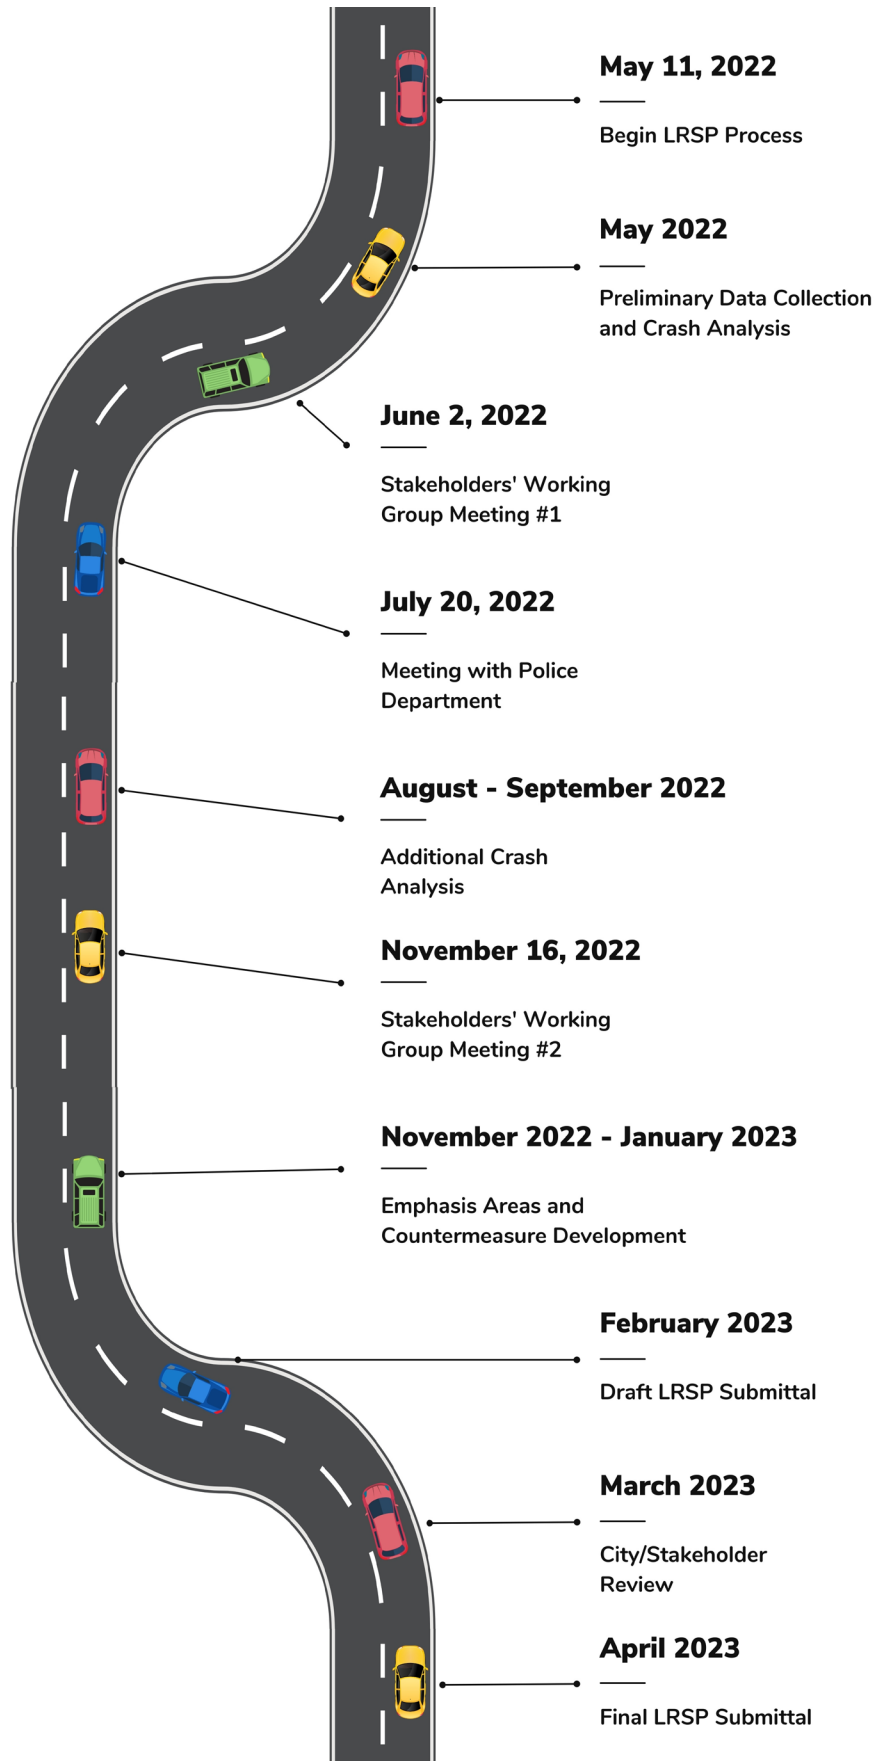 May 11, 2022
Begin LRSP Process
May 2022
Preliminary Data Collection
and Crash Analysis
June 2, 2022
Stakeholders' Working
Group Meeting #1
July 20, 2022
Meeting with Police
Department
August - September 2022
Additional Crash
Analysis
November 16, 2022
Stakeholders' Working
Group Meeting #2
November 2022 - January 2023
Emphasis Areas and
Countermeasure Development
February 2023
Draft LRSP Submittal
March 2023
City/Stakeholder
Review
April 2023
Final LRSP Submittal